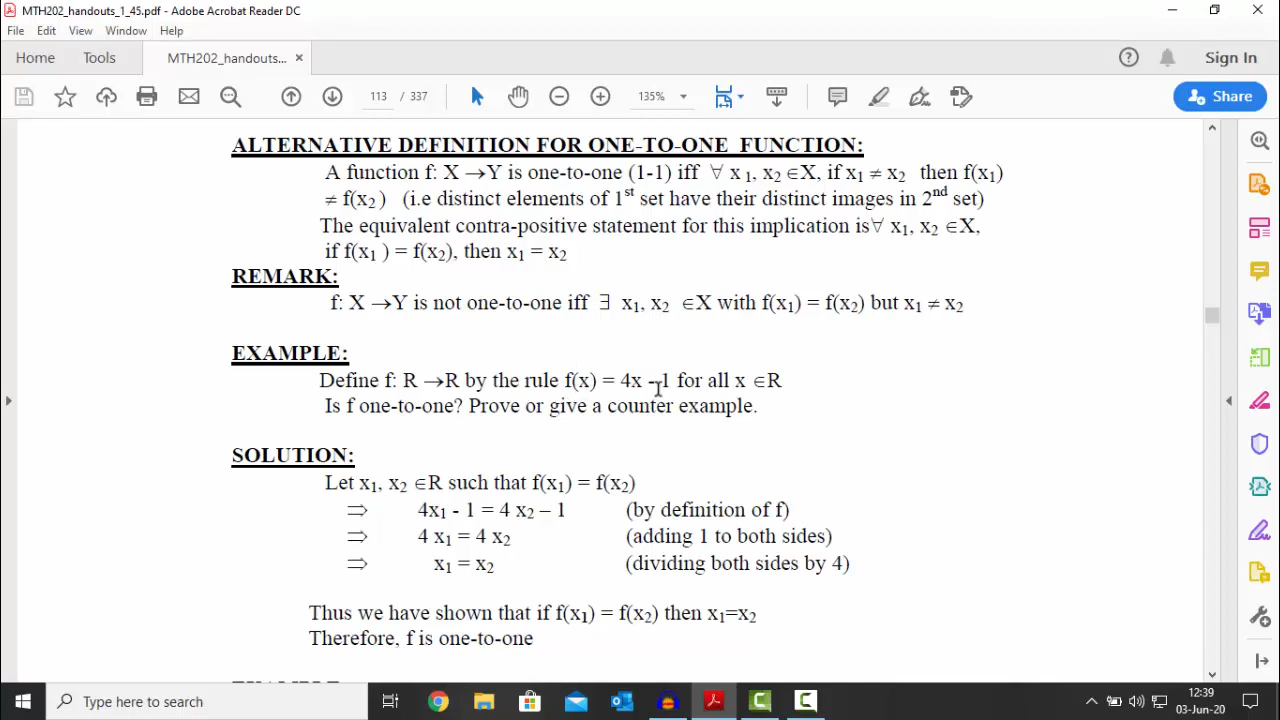 MTH202_handouts_1_45.pdf - Adobe Acrobat Reader DC
File Edit View Window Help
Home Tools MTH202_handouts... × Sign In
113 / 337 135% Share
ALTERNATIVE DEFINITION FOR ONE-TO-ONE FUNCTION:
A function f: X →Y is one-to-one (1-1) iff ∀ x₁, x₂ ∈X, if x₁ ≠ x₂ then f(x₁)
≠ f(x₂) (i.e distinct elements of 1st set have their distinct images in 2nd set)
The equivalent contra-positive statement for this implication is∀ x₁, x₂ ∈X,
if f(x₁ ) = f(x₂), then x₁ = x₂
REMARK:
f: X →Y is not one-to-one iff ∃ x₁, x₂ ∈X with f(x₁) = f(x₂) but x₁ ≠ x₂
EXAMPLE:
Define f: R →R by the rule f(x) = 4x - 1 for all x ∈R
Is f one-to-one? Prove or give a counter example.
SOLUTION:
Let x₁, x₂ ∈R such that f(x₁) = f(x₂)
⇒ 4x₁ - 1 = 4 x₂ – 1 (by definition of f)
⇒ 4 x₁ = 4 x₂ (adding 1 to both sides)
⇒ x₁ = x₂ (dividing both sides by 4)
Thus we have shown that if f(x₁) = f(x₂) then x₁=x₂
Therefore, f is one-to-one
Type here to search
12:39
03-Jun-20